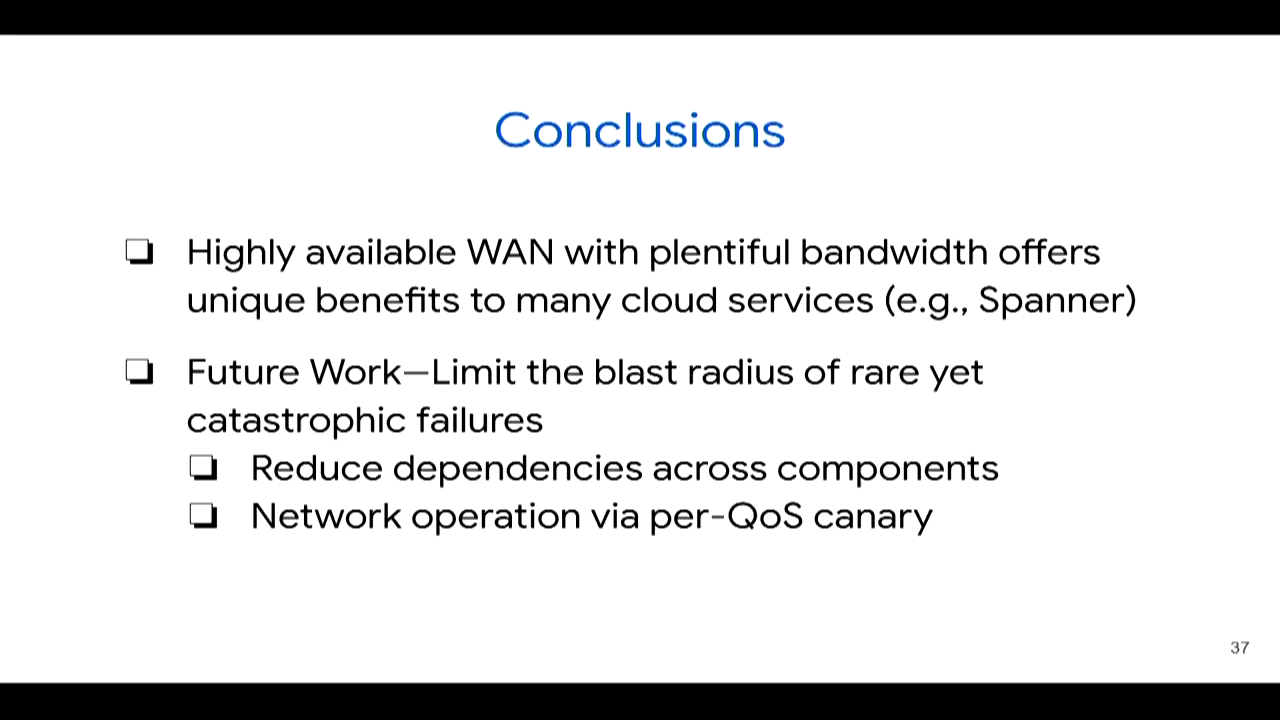 Conclusions
❏ Highly available WAN with plentiful bandwidth offers
unique benefits to many cloud services (e.g., Spanner)
❏ Future Work—Limit the blast radius of rare yet
catastrophic failures
❏ Reduce dependencies across components
❏ Network operation via per-QoS canary
37